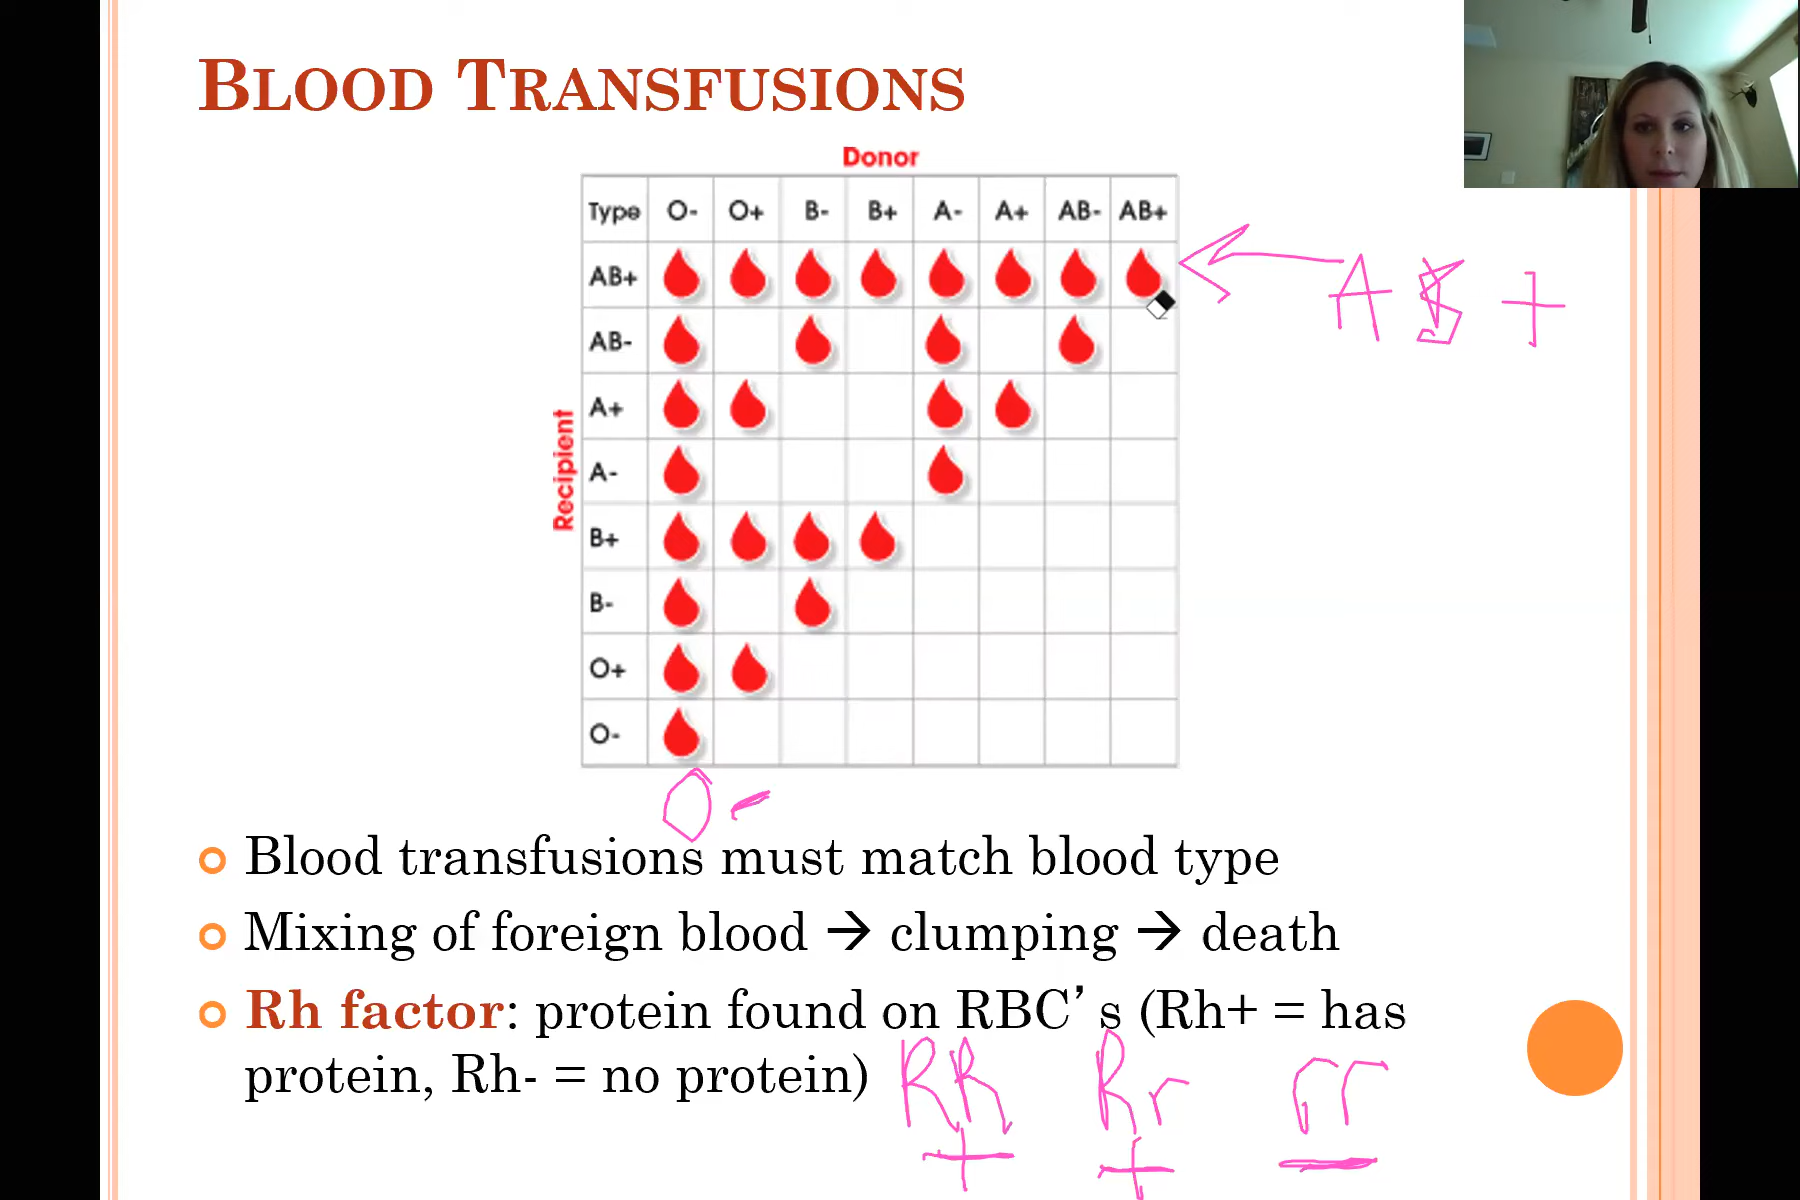 BLOOD TRANSFUSIONS
Donor
Type O- O+ B- B+ A- A+ AB- AB+
AB+
A B +
AB-
A+
Recipient
A-
B+
B-
O+
O-
O -
Blood transfusions must match blood type
Mixing of foreign blood → clumping → death
Rh factor: protein found on RBC’s (Rh+ = has
protein, Rh- = no protein)
RR Rr rr
+ + -